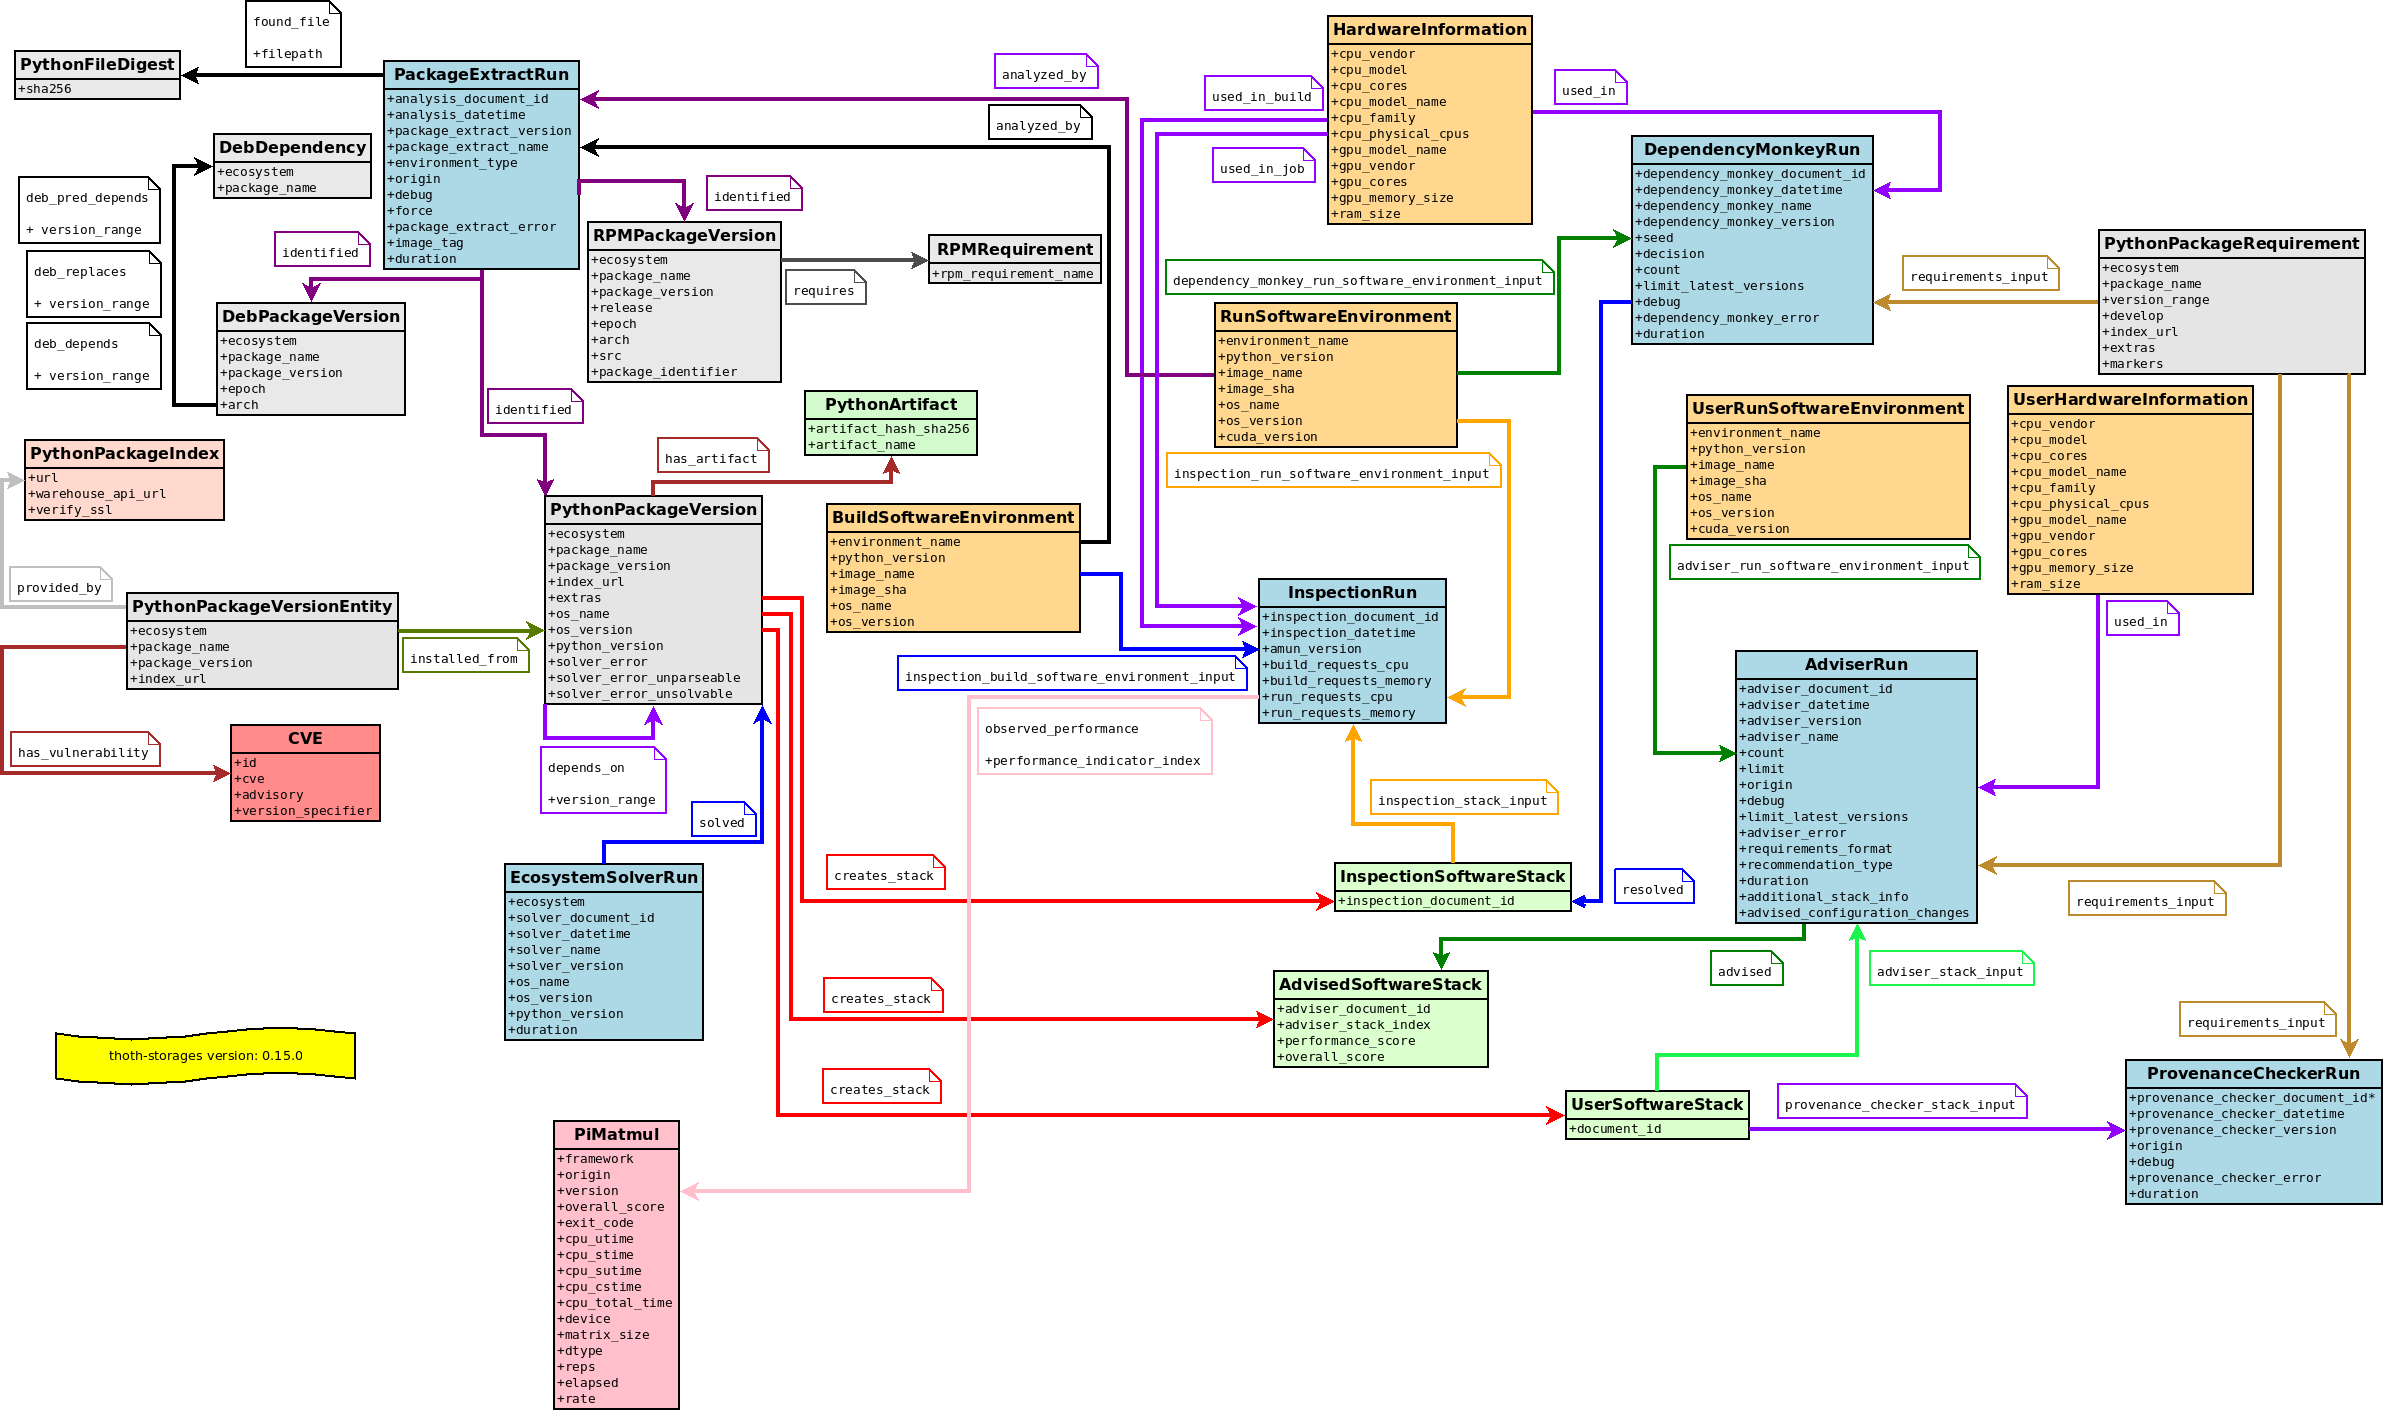 found_file
+filepath
PythonFileDigest
+sha256
PackageExtractRun
+analysis_document_id
+analysis_datetime
+package_extract_version
+package_extract_name
+environment_type
+origin
+debug
+force
+package_extract_error
+image_tag
+duration
analyzed_by
analyzed_by
HardwareInformation
+cpu_vendor
+cpu_model
+cpu_cores
+cpu_model_name
+cpu_family
+cpu_physical_cpus
+gpu_model_name
+gpu_vendor
+gpu_cores
+gpu_memory_size
+ram_size
used_in_build
used_in_job
used_in
DependencyMonkeyRun
+dependency_monkey_document_id
+dependency_monkey_datetime
+dependency_monkey_name
+dependency_monkey_version
+seed
+decision
+count
+limit_latest_versions
+debug
+dependency_monkey_error
+duration
PythonPackageRequirement
+ecosystem
+package_name
+version_range
+develop
+index_url
+extras
+markers
requirements_input
DebDependency
+ecosystem
+package_name
deb_pred_depends
+ version_range
deb_replaces
+ version_range
deb_depends
+ version_range
identified
identified
RPMPackageVersion
+ecosystem
+package_name
+package_version
+release
+epoch
+arch
+src
+package_identifier
requires
RPMRequirement
+rpm_requirement_name
DebPackageVersion
+ecosystem
+package_name
+package_version
+epoch
+arch
identified
dependency_monkey_run_software_environment_input
RunSoftwareEnvironment
+environment_name
+python_version
+image_name
+image_sha
+os_name
+os_version
+cuda_version
inspection_run_software_environment_input
UserRunSoftwareEnvironment
+environment_name
+python_version
+image_name
+image_sha
+os_name
+os_version
+cuda_version
adviser_run_software_environment_input
UserHardwareInformation
+cpu_vendor
+cpu_model
+cpu_cores
+cpu_model_name
+cpu_family
+cpu_physical_cpus
+gpu_model_name
+gpu_vendor
+gpu_cores
+gpu_memory_size
+ram_size
used_in
PythonArtifact
+artifact_hash_sha256
+artifact_name
has_artifact
PythonPackageIndex
+url
+warehouse_api_url
+verify_ssl
provided_by
PythonPackageVersionEntity
+ecosystem
+package_name
+package_version
+index_url
installed_from
has_vulnerability
CVE
+id
+cve
+advisory
+version_specifier
PythonPackageVersion
+ecosystem
+package_name
+package_version
+index_url
+extras
+os_name
+os_version
+python_version
+solver_error
+solver_error_unparseable
+solver_error_unsolvable
depends_on
+version_range
solved
BuildSoftwareEnvironment
+environment_name
+python_version
+image_name
+image_sha
+os_name
+os_version
inspection_build_software_environment_input
InspectionRun
+inspection_document_id
+inspection_datetime
+amun_version
+build_requests_cpu
+build_requests_memory
+run_requests_cpu
+run_requests_memory
observed_performance
+performance_indicator_index
inspection_stack_input
AdviserRun
+adviser_document_id
+adviser_datetime
+adviser_version
+adviser_name
+count
+limit
+origin
+debug
+limit_latest_versions
+adviser_error
+requirements_format
+recommendation_type
+duration
+additional_stack_info
+advised_configuration_changes
requirements_input
EcosystemSolverRun
+ecosystem
+solver_document_id
+solver_datetime
+solver_name
+solver_version
+os_name
+os_version
+python_version
+duration
creates_stack
InspectionSoftwareStack
+inspection_document_id
resolved
creates_stack
AdvisedSoftwareStack
+adviser_document_id
+adviser_stack_index
+performance_score
+overall_score
advised
adviser_stack_input
requirements_input
thoth-storages version: 0.15.0
creates_stack
UserSoftwareStack
+document_id
provenance_checker_stack_input
ProvenanceCheckerRun
+provenance_checker_document_id*
+provenance_checker_datetime
+provenance_checker_version
+origin
+debug
+provenance_checker_error
+duration
PiMatmul
+framework
+origin
+version
+overall_score
+exit_code
+cpu_utime
+cpu_stime
+cpu_sutime
+cpu_cstime
+cpu_total_time
+device
+matrix_size
+dtype
+reps
+elapsed
+rate